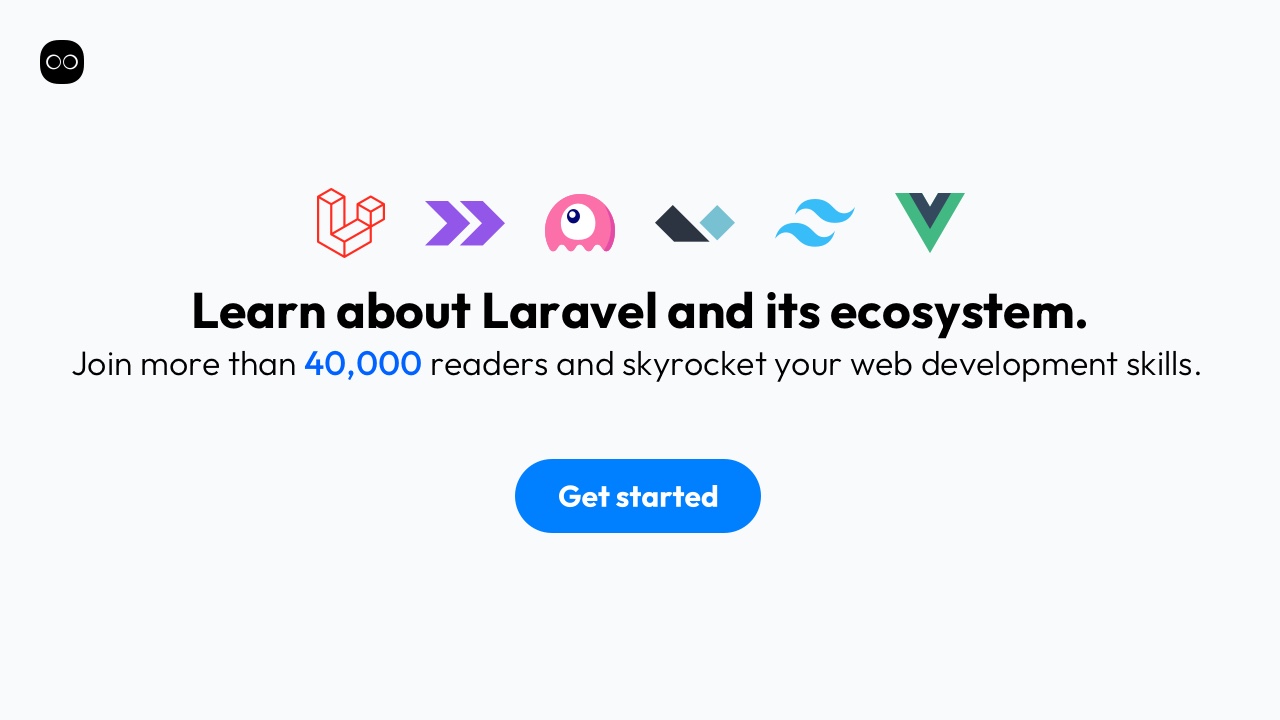 Learn about Laravel and its ecosystem.
Join more than 40,000 readers and skyrocket your web development skills.
Get started